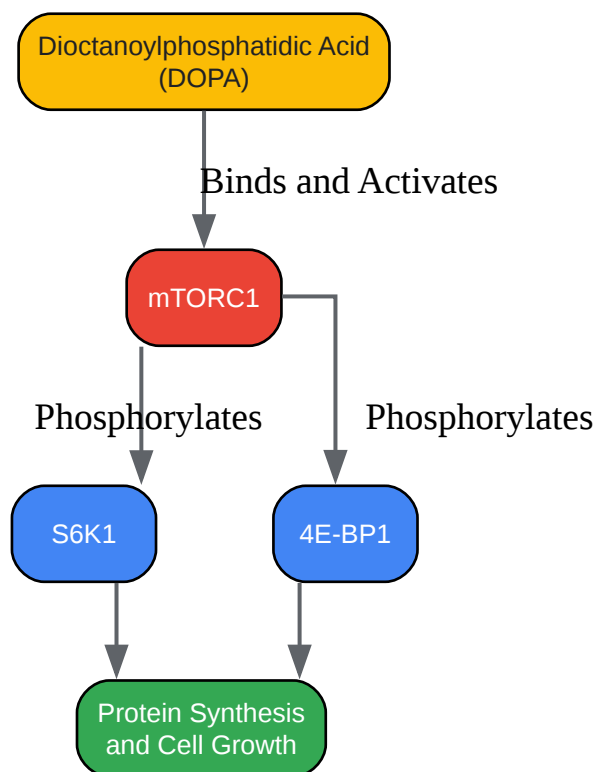 Dioctanoylphosphatidic Acid
(DOPA)
Binds and Activates
mTORC1
Phosphorylates
Phosphorylates
S6K1
4E-BP1
Protein Synthesis
and Cell Growth